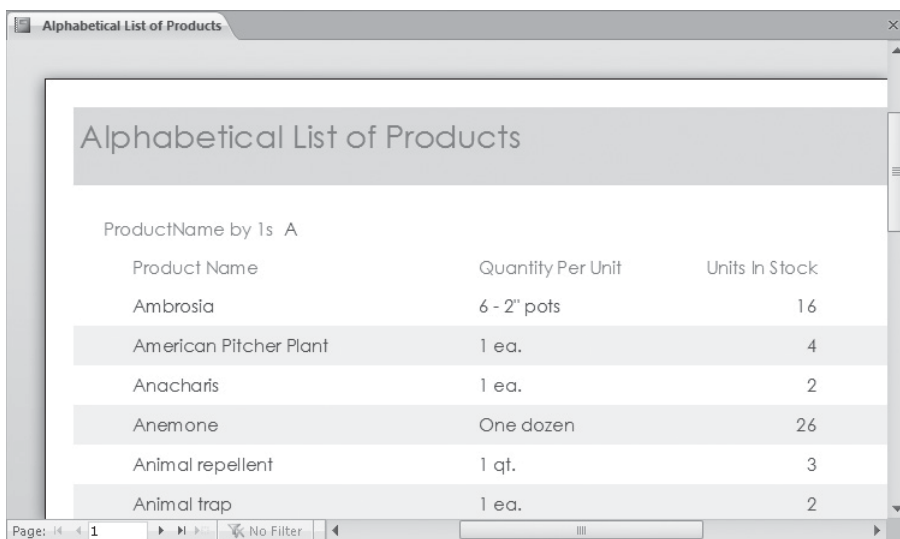 Alphabetical List of Products
Alphabetical List of Products
ProductName by 1s A
Product Name Quantity Per Unit Units In Stock
Ambrosia 6 - 2" pots 16
American Pitcher Plant 1 ea. 4
Anacharis 1 ea. 2
Anemone One dozen 26
Animal repellent 1 qt. 3
Animal trap 1 ea. 2
Page: 1 No Filter